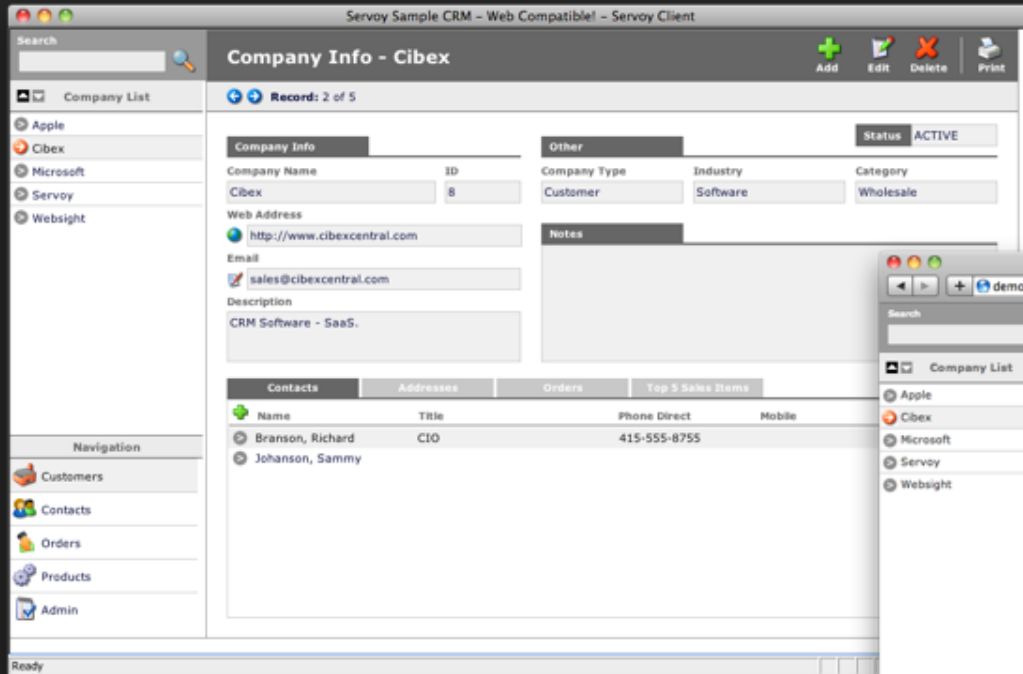 Servoy Sample CRM – Web Compatible! – Servoy Client
Search
Company Info - Cibex
Add Edit Delete Print
Company List
Record: 2 of 5
Apple
Cibex
Microsoft
Servoy
Websight
Status ACTIVE
Company Info
Other
Company Name ID
Cibex 8
Company Type Industry Category
Customer Software Wholesale
Web Address
http://www.cibexcentral.com
Email
sales@cibexcentral.com
Description
CRM Software - SaaS.
Notes
Contacts Addresses Orders Top 5 Sales Items
Name Title Phone Direct Mobile
Branson, Richard CIO 415-555-8755
Johanson, Sammy
Navigation
Customers
Contacts
Orders
Products
Admin
Ready
demo
Search
Company List
Apple
Cibex
Microsoft
Servoy
Websight